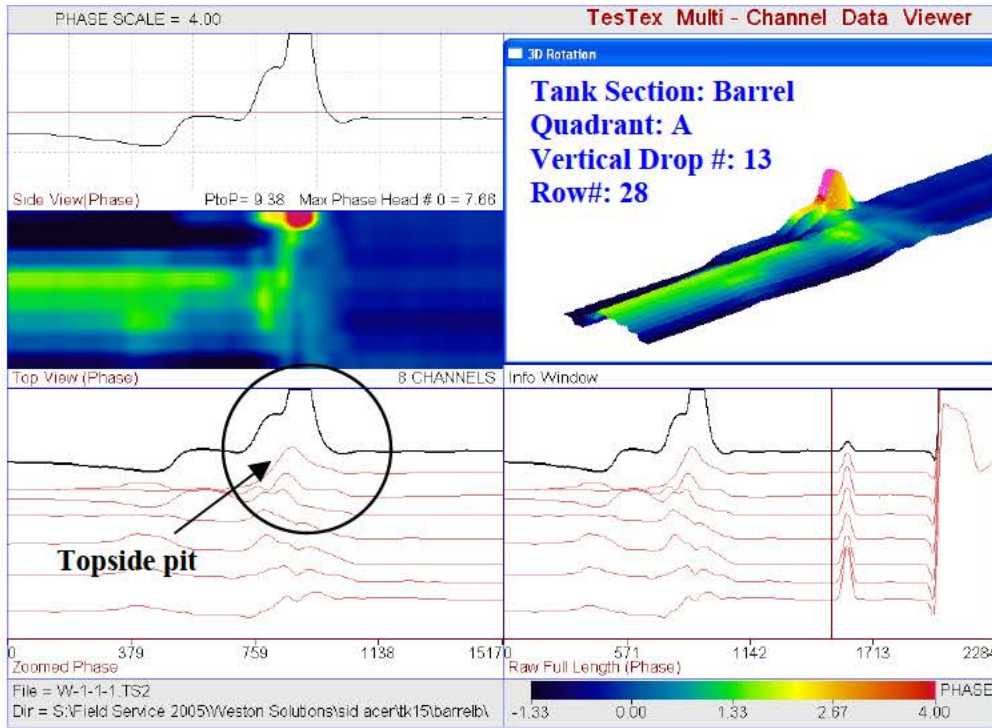 PHASE SCALE = 4.00
TesTex Multi - Channel Data Viewer
3D Rotation
Tank Section: Barrel
Quadrant: A
Vertical Drop #: 13
Row#: 28
Side View(Phase) PtoP= 9.38 Max Phase Head # 0 = 7.66
Top View (Phase) 8 CHANNELS
Info Window
Topside pit
0 379 759 1138 1517
Zoomed Phase
0 571 1142 1713 2284
Raw Full Length (Phase)
File = W-1-1-1.TS2
Dir = S:\Field Service 2005\Weston Solutions\sid acer\tk15\barrelb\
PHASE
-1.33 0.00 1.33 2.67 4.00